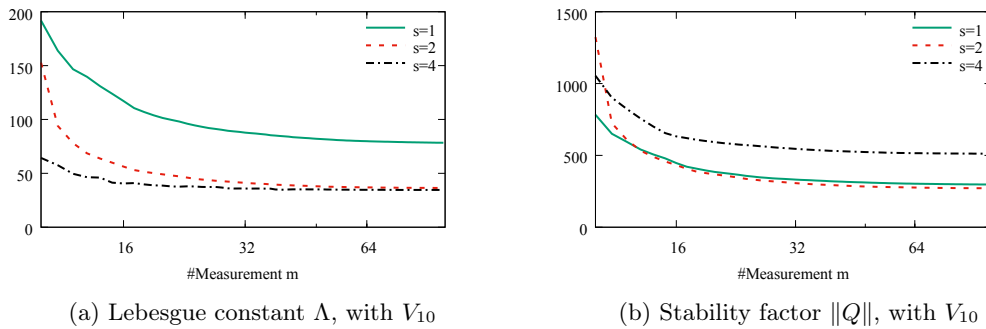 200
150
100
50
0
16
32
64
#Measurement m
s=1
s=2
s=4
(a) Lebesgue constant Λ, with V₁₀
1500
1000
500
0
16
32
64
#Measurement m
s=1
s=2
s=4
(b) Stability factor ‖Q‖, with V₁₀